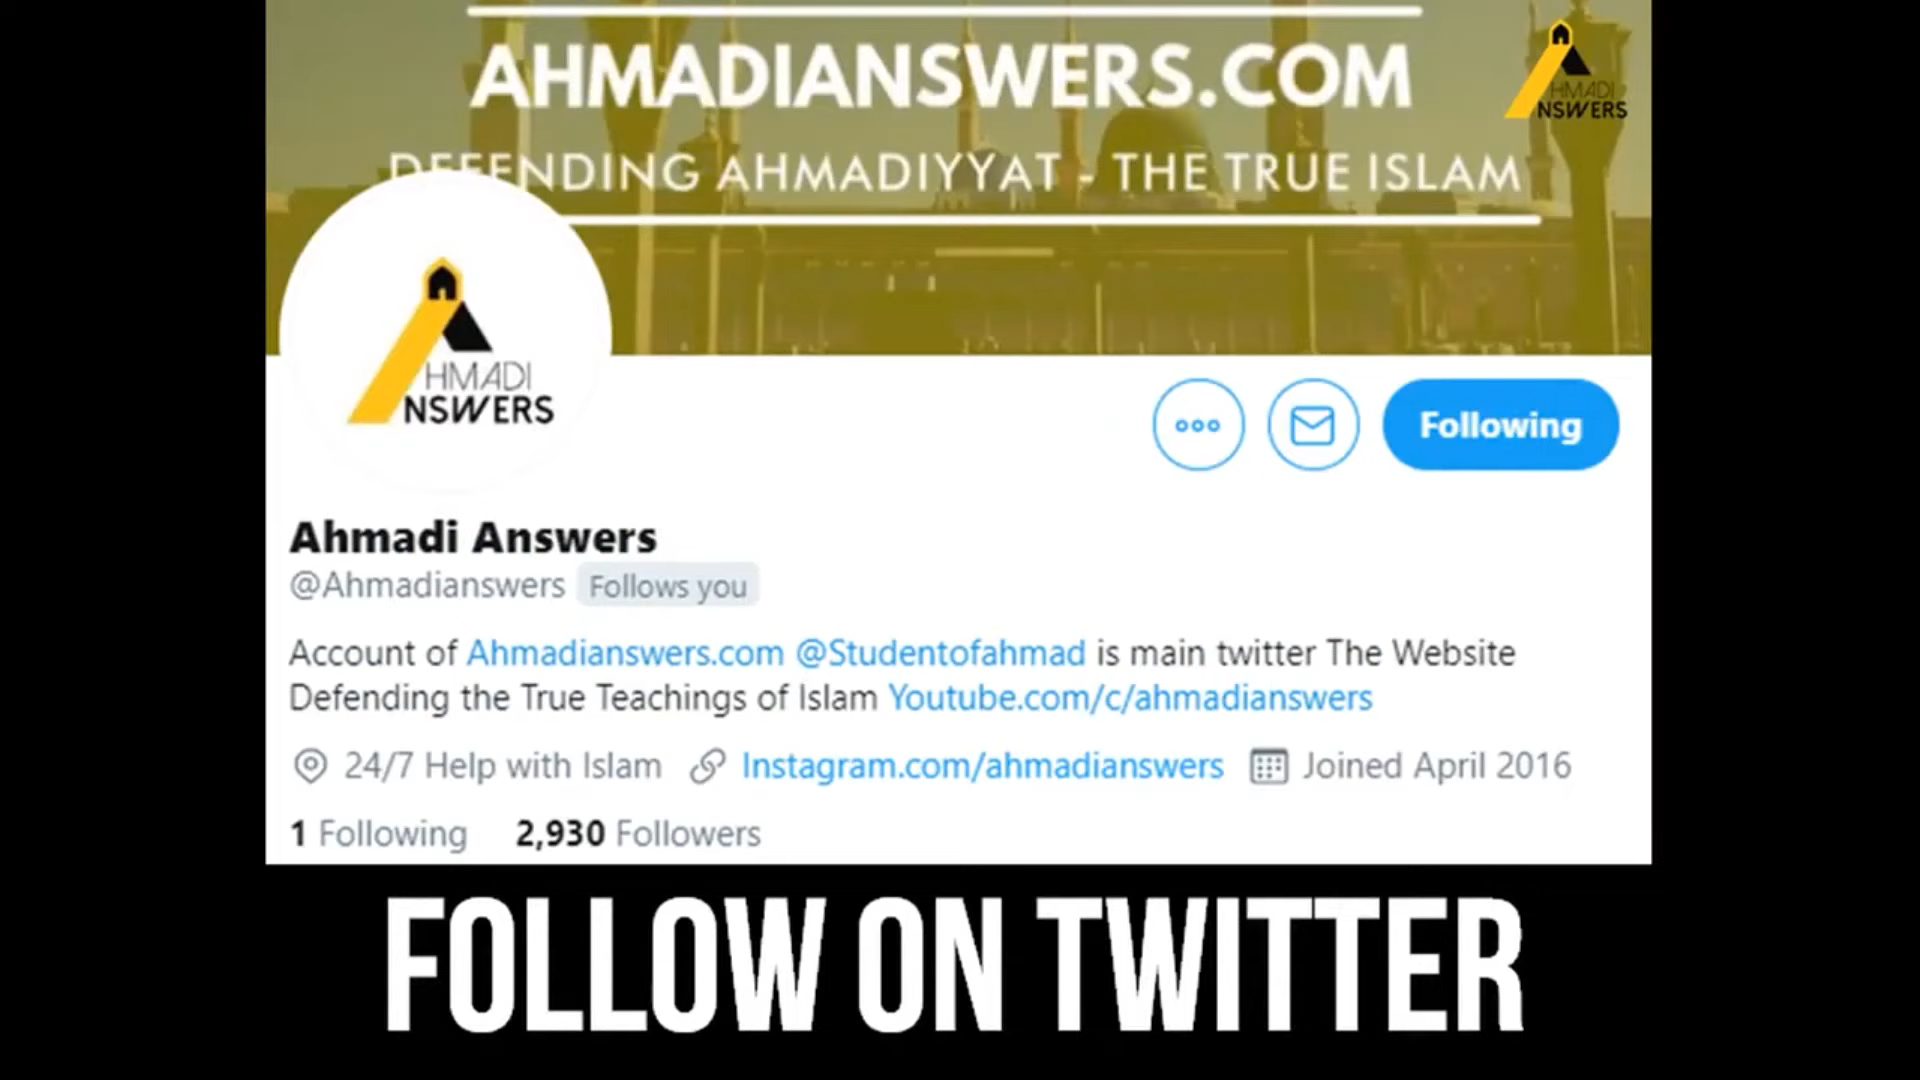 AHMADIANSWERS.COM
HMADI
NSWERS
DEFENDING AHMADIYYAT - THE TRUE ISLAM
HMADI
NSWERS
Following
Ahmadi Answers
@Ahmadianswers Follows you
Account of Ahmadianswers.com @Studentofahmad is main twitter The Website
Defending the True Teachings of Islam Youtube.com/c/ahmadianswers
24/7 Help with Islam Instagram.com/ahmadianswers Joined April 2016
1 Following 2,930 Followers
FOLLOW ON TWITTER